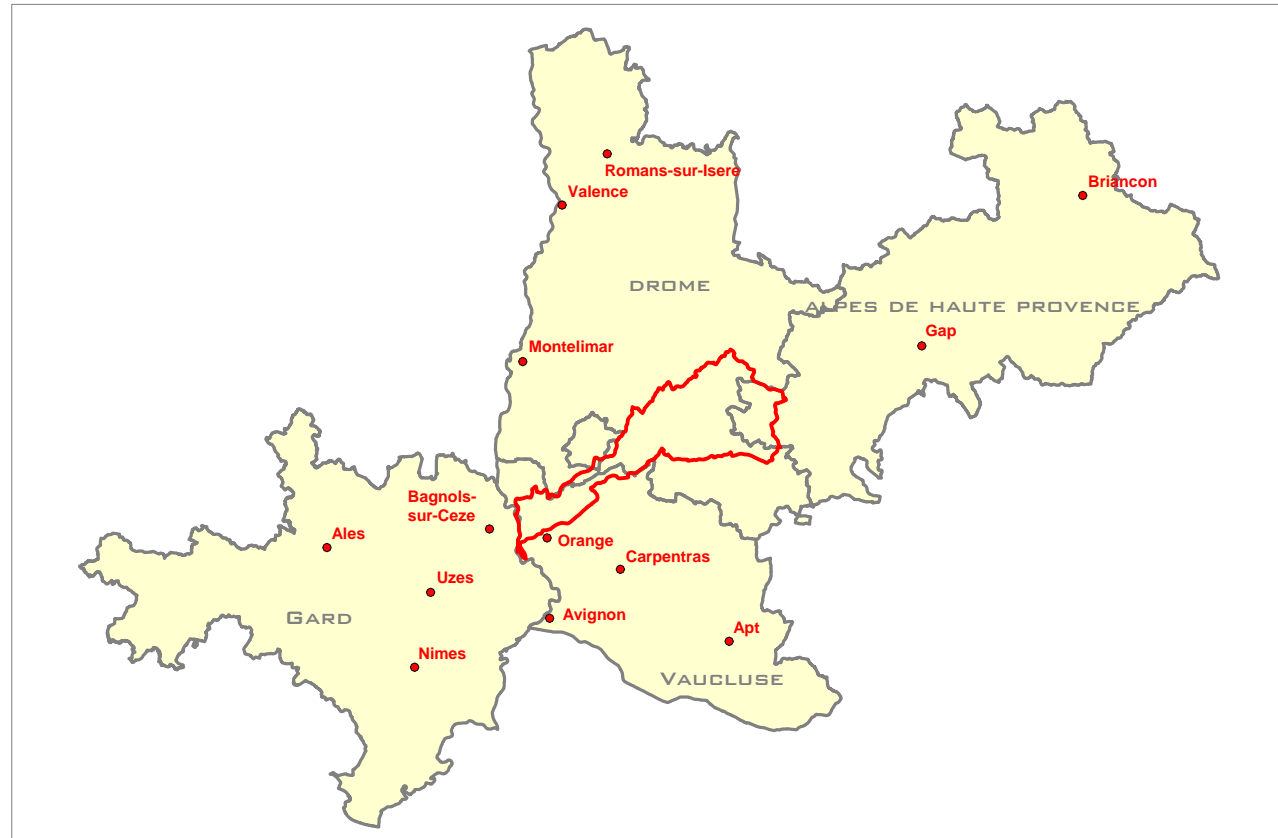 Romans-sur-Isere
Valence
Briancon
DROME
ALPES DE HAUTE PROVENCE
Gap
Montelimar
Bagnols-
sur-Ceze
Ales
Orange
Carpentras
Uzes
GARD
Avignon
Apt
Nimes
VAUCLUSE